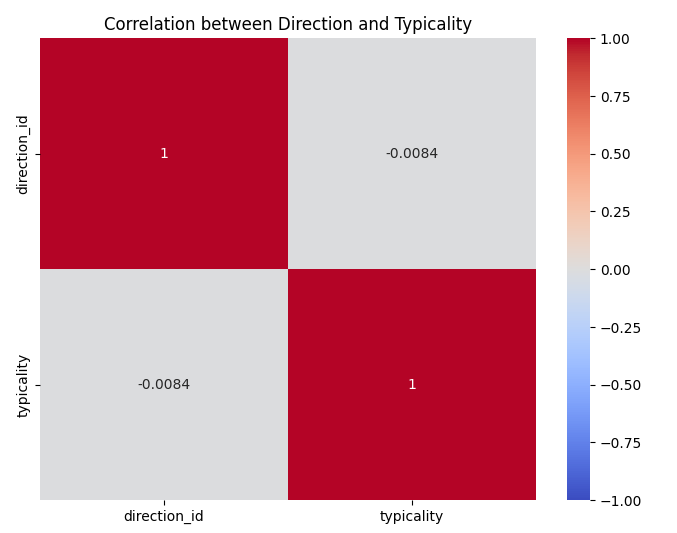 Correlation between Direction and Typicality
direction_id
typicality
1
-0.0084
-0.0084
1
direction_id
typicality
1.00
0.75
0.50
0.25
0.00
−0.25
−0.50
−0.75
−1.00